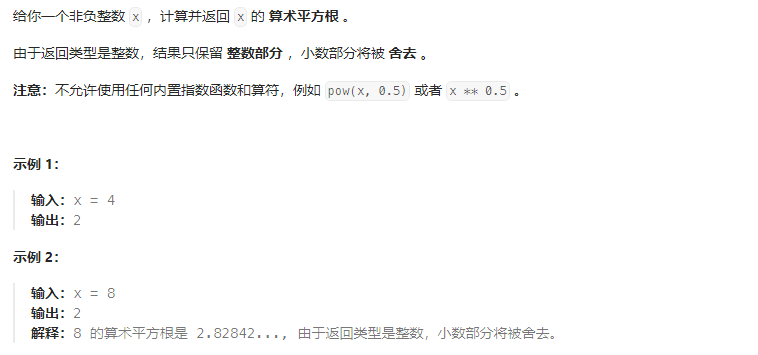 给你一个非负整数 x ，计算并返回 x 的 算术平方根 。
由于返回类型是整数，结果只保留 整数部分 ，小数部分将被 舍去 。
注意：不允许使用任何内置指数函数和算符，例如 pow(x, 0.5) 或者 x ** 0.5 。
示例 1：
输入：x = 4
输出：2
示例 2：
输入：x = 8
输出：2
解释：8 的算术平方根是 2.82842..., 由于返回类型是整数，小数部分将被舍去。